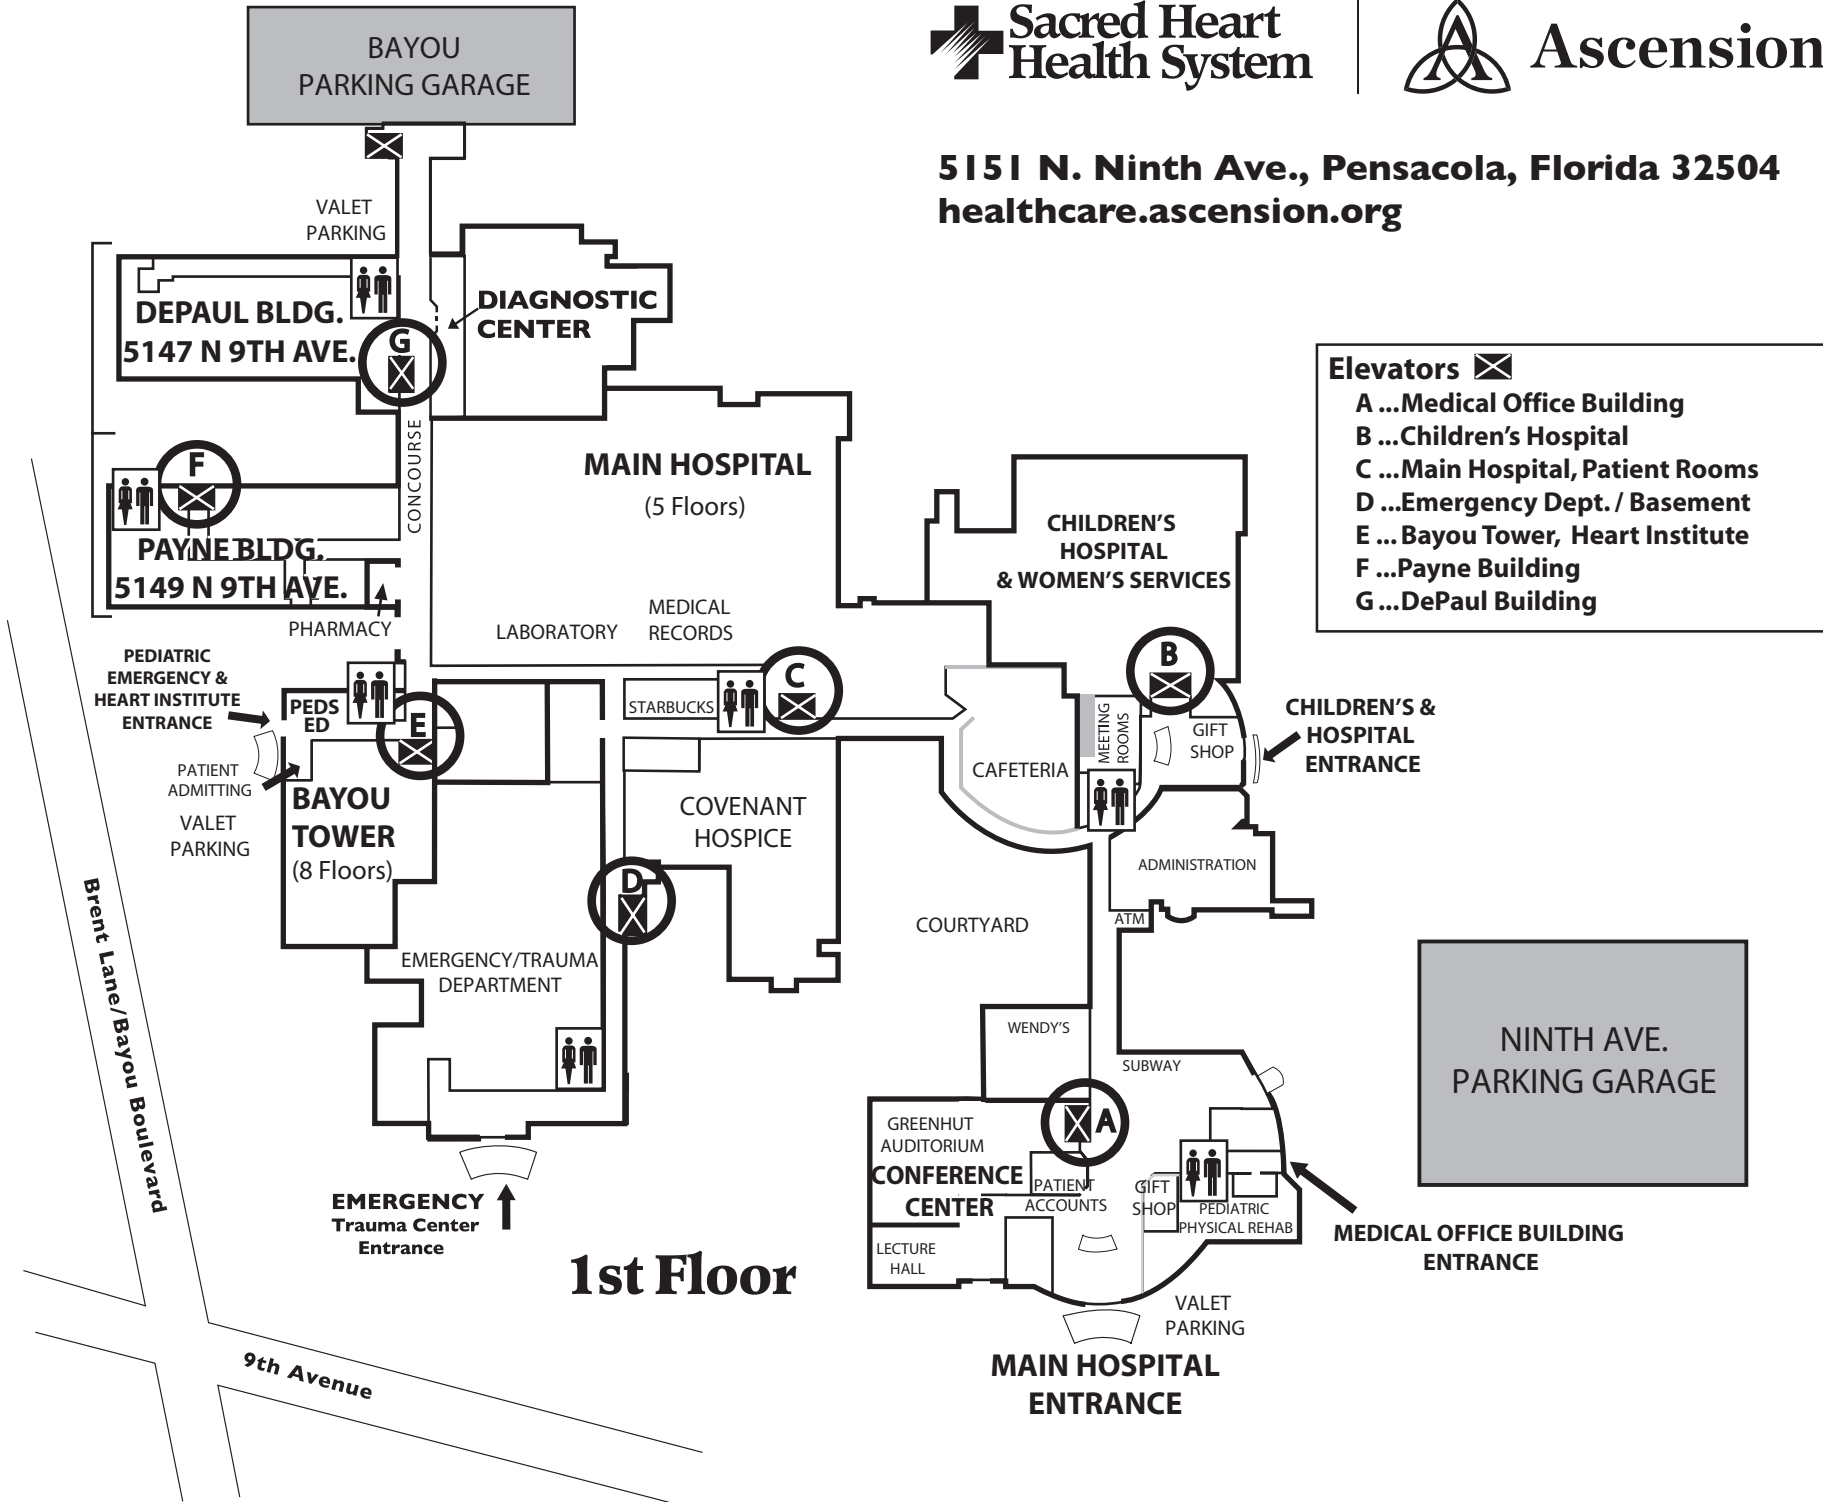 BAYOU
PARKING GARAGE
Sacred Heart
Health System
Ascension
5151 N. Ninth Ave., Pensacola, Florida 32504
healthcare.ascension.org
VALET
PARKING
DEPAUL BLDG.
5147 N 9TH AVE.
G
DIAGNOSTIC
CENTER
Elevators
A ...Medical Office Building
B ...Children's Hospital
C ...Main Hospital, Patient Rooms
D ...Emergency Dept. / Basement
E ... Bayou Tower, Heart Institute
F ...Payne Building
G ...DePaul Building
CONCOURSE
F
PAYNE BLDG.
5149 N 9TH AVE.
PHARMACY
MAIN HOSPITAL
(5 Floors)
LABORATORY
MEDICAL
RECORDS
CHILDREN'S
HOSPITAL
& WOMEN'S SERVICES
B
C
STARBUCKS
PEDIATRIC
EMERGENCY &
HEART INSTITUTE
ENTRANCE
PEDS
ED
E
PATIENT
ADMITTING
VALET
PARKING
BAYOU
TOWER
(8 Floors)
COVENANT
HOSPICE
D
CAFETERIA
MEETING
ROOMS
GIFT
SHOP
CHILDREN'S &
HOSPITAL
ENTRANCE
ADMINISTRATION
ATM
COURTYARD
EMERGENCY/TRAUMA
DEPARTMENT
Brent Lane/Bayou Boulevard
WENDY'S
SUBWAY
NINTH AVE.
PARKING GARAGE
A
GREENHUT
AUDITORIUM
CONFERENCE
CENTER
LECTURE
HALL
PATIENT
ACCOUNTS
GIFT
SHOP
PEDIATRIC
PHYSICAL REHAB
MEDICAL OFFICE BUILDING
ENTRANCE
EMERGENCY
Trauma Center
Entrance
1st Floor
VALET
PARKING
MAIN HOSPITAL
ENTRANCE
9th Avenue